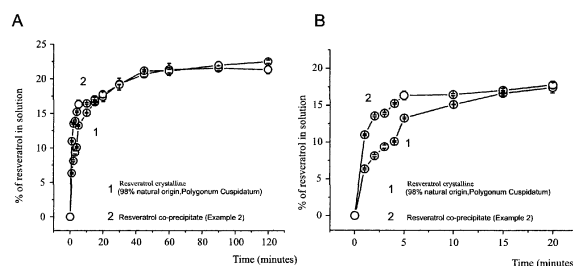 A
25
20
15
10
5
0
% of resveratrol in solution
2
1
1 Resveratrol crystalline
(98% natural origin,Polygonum Cuspidatum)
2 Resveratrol co-precipitate (Example 2)
0 20 40 60 80 100 120
Time (minutes)
B
20
15
10
5
0
% of resveratrol in solution
2
1
1 Resveratrol crystalline
(98% natural origin,Polygonum Cuspidatum)
2 Resveratrol co-precipitate (Example 2)
0 5 10 15 20
Time (minutes)